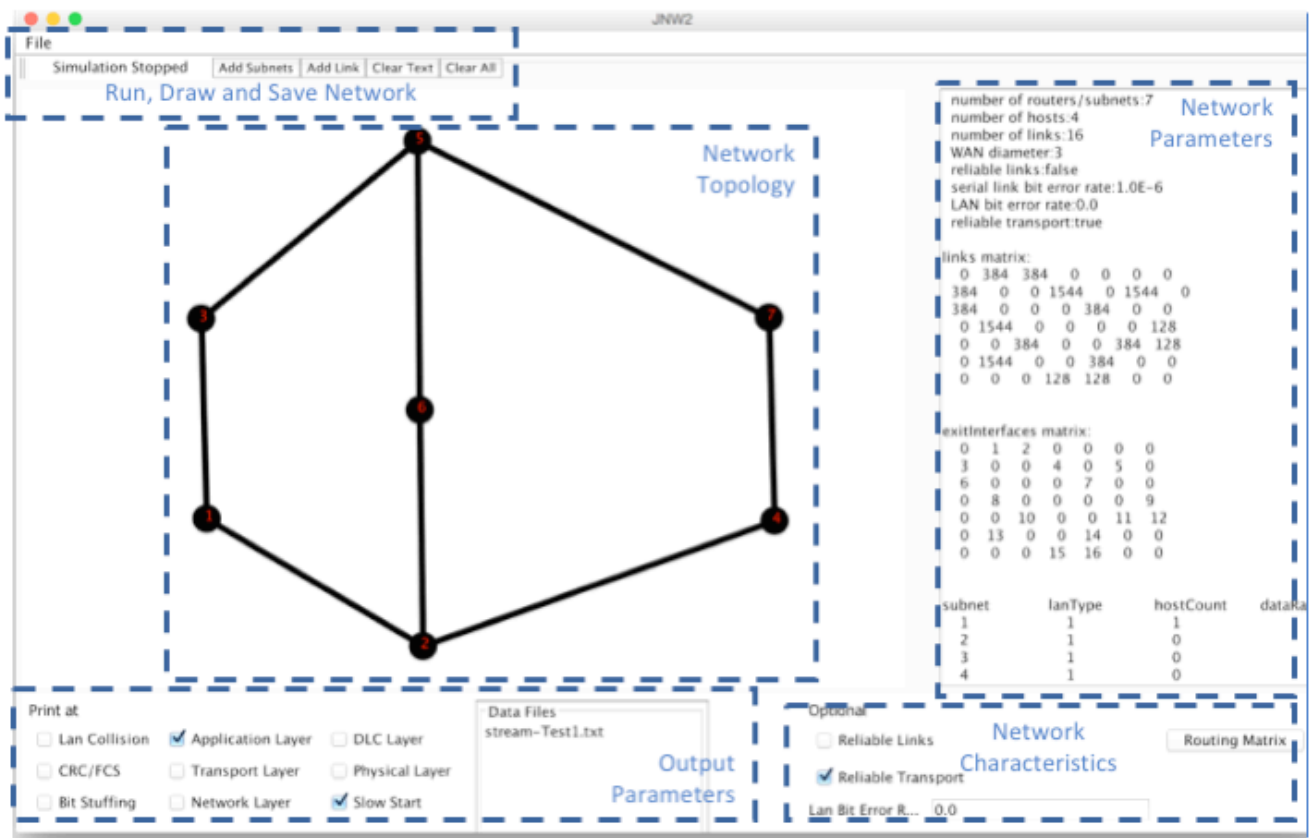 JNW2
File
Simulation Stopped Add Subnets Add Link Clear Text Clear All
Run, Draw and Save Network
Network
Topology
5
3
7
6
1
4
2
number of routers/subnets:7
number of hosts:4
number of links:16
WAN diameter:3
reliable links:false
serial link bit error rate:1.0E-6
LAN bit error rate:0.0
reliable transport:true
Network
Parameters
links matrix:
0 384 384 0 0 0 0
384 0 0 1544 0 1544 0
384 0 0 0 384 0 0
0 1544 0 0 0 0 128
0 0 384 0 0 384 128
0 1544 0 0 384 0 0
0 0 0 128 128 0 0
exitInterfaces matrix:
0 1 2 0 0 0 0
3 0 0 4 0 5 0
6 0 0 0 7 0 0
0 8 0 0 0 0 9
0 0 10 0 0 11 12
0 13 0 0 14 0 0
0 0 0 15 16 0 0
subnet lanType hostCount dataRa
1 1 1
2 1 0
3 1 0
4 1 0
Print at
Lan Collision Application Layer DLC Layer
CRC/FCS Transport Layer Physical Layer
Bit Stuffing Network Layer Slow Start
Data Files
stream-Test1.txt
Output
Parameters
Optional
Reliable Links
Reliable Transport
Lan Bit Error R... 0.0
Network
Characteristics
Routing Matrix